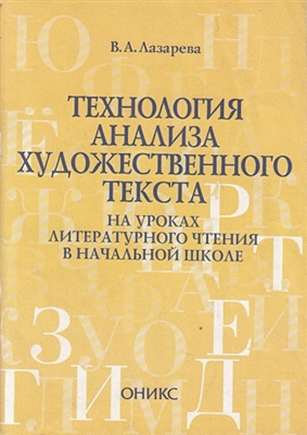 В. А. Лазарева
ТЕХНОЛОГИЯ
АНАЛИЗА
ХУДОЖЕСТВЕННОГО
ТЕКСТА
НА УРОКАХ
ЛИТЕРАТУРНОГО ЧТЕНИЯ
В НАЧАЛЬНОЙ ШКОЛЕ
ОНИКС